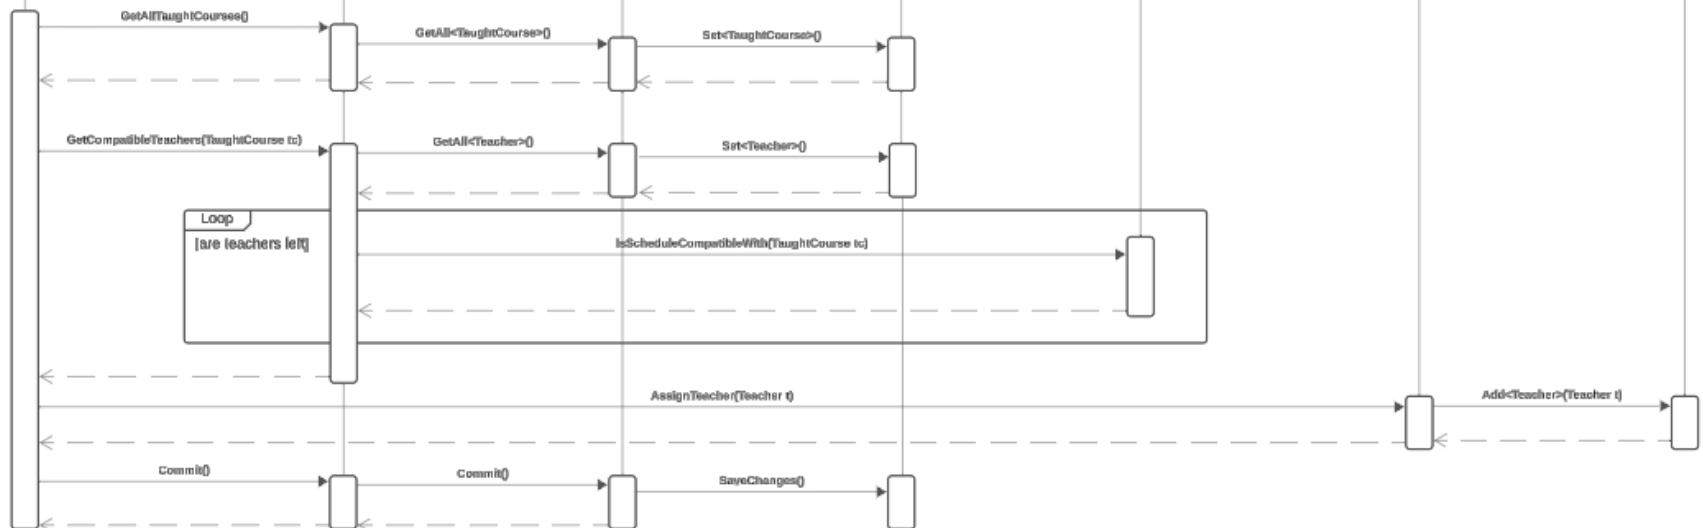 GetAllTaughtCourses()
GetAll<TaughtCourse>()
Set<TaughtCourse>()
GetCompatibleTeachers(TaughtCourse tc)
GetAll<Teacher>()
Set<Teacher>()
Loop
[are teachers left]
IsScheduleCompatibleWith(TaughtCourse tc)
AssignTeacher(Teacher t)
Add<Teacher>(Teacher t)
Commit()
Commit()
SaveChanges()